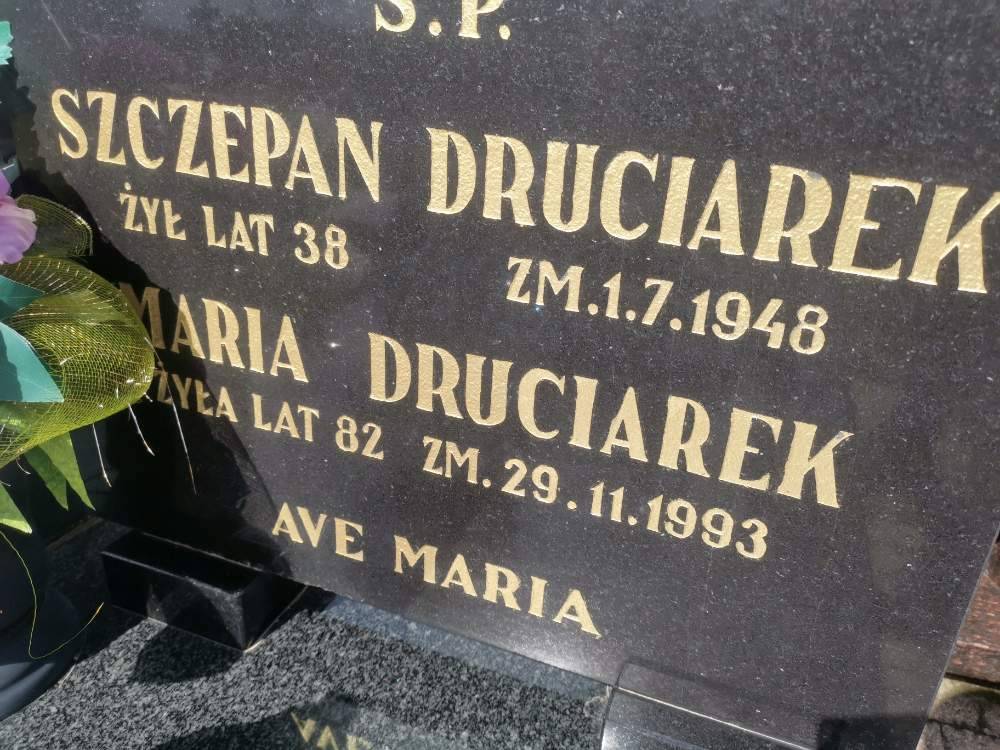 Ś.P.
SZCZEPAN DRUCIAREK
ŻYŁ LAT 38
ZM. 1.7.1948
MARIA DRUCIAREK
ŻYŁA LAT 82 ZM. 29.11.1993
AVE MARIA